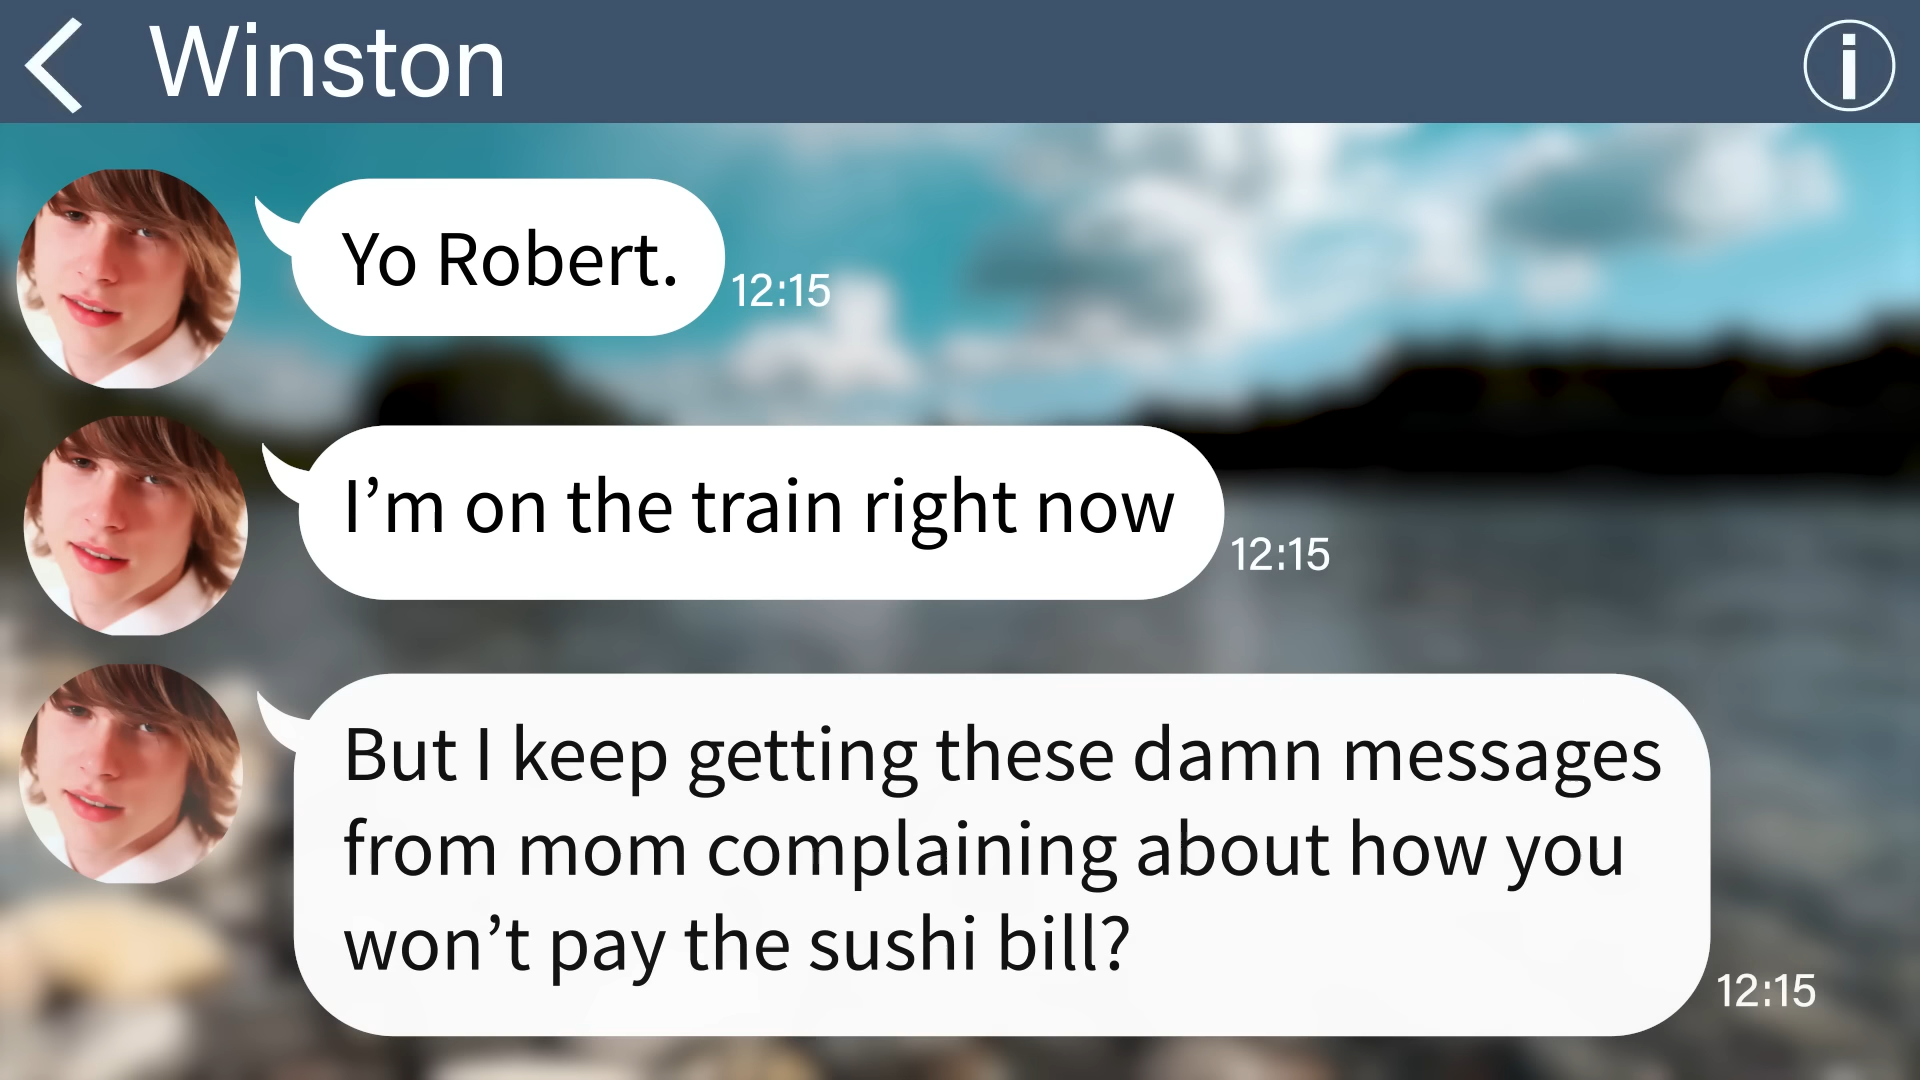 Winston
Yo Robert.
12:15
I’m on the train right now
12:15
But I keep getting these damn messages
from mom complaining about how you
won’t pay the sushi bill?
12:15